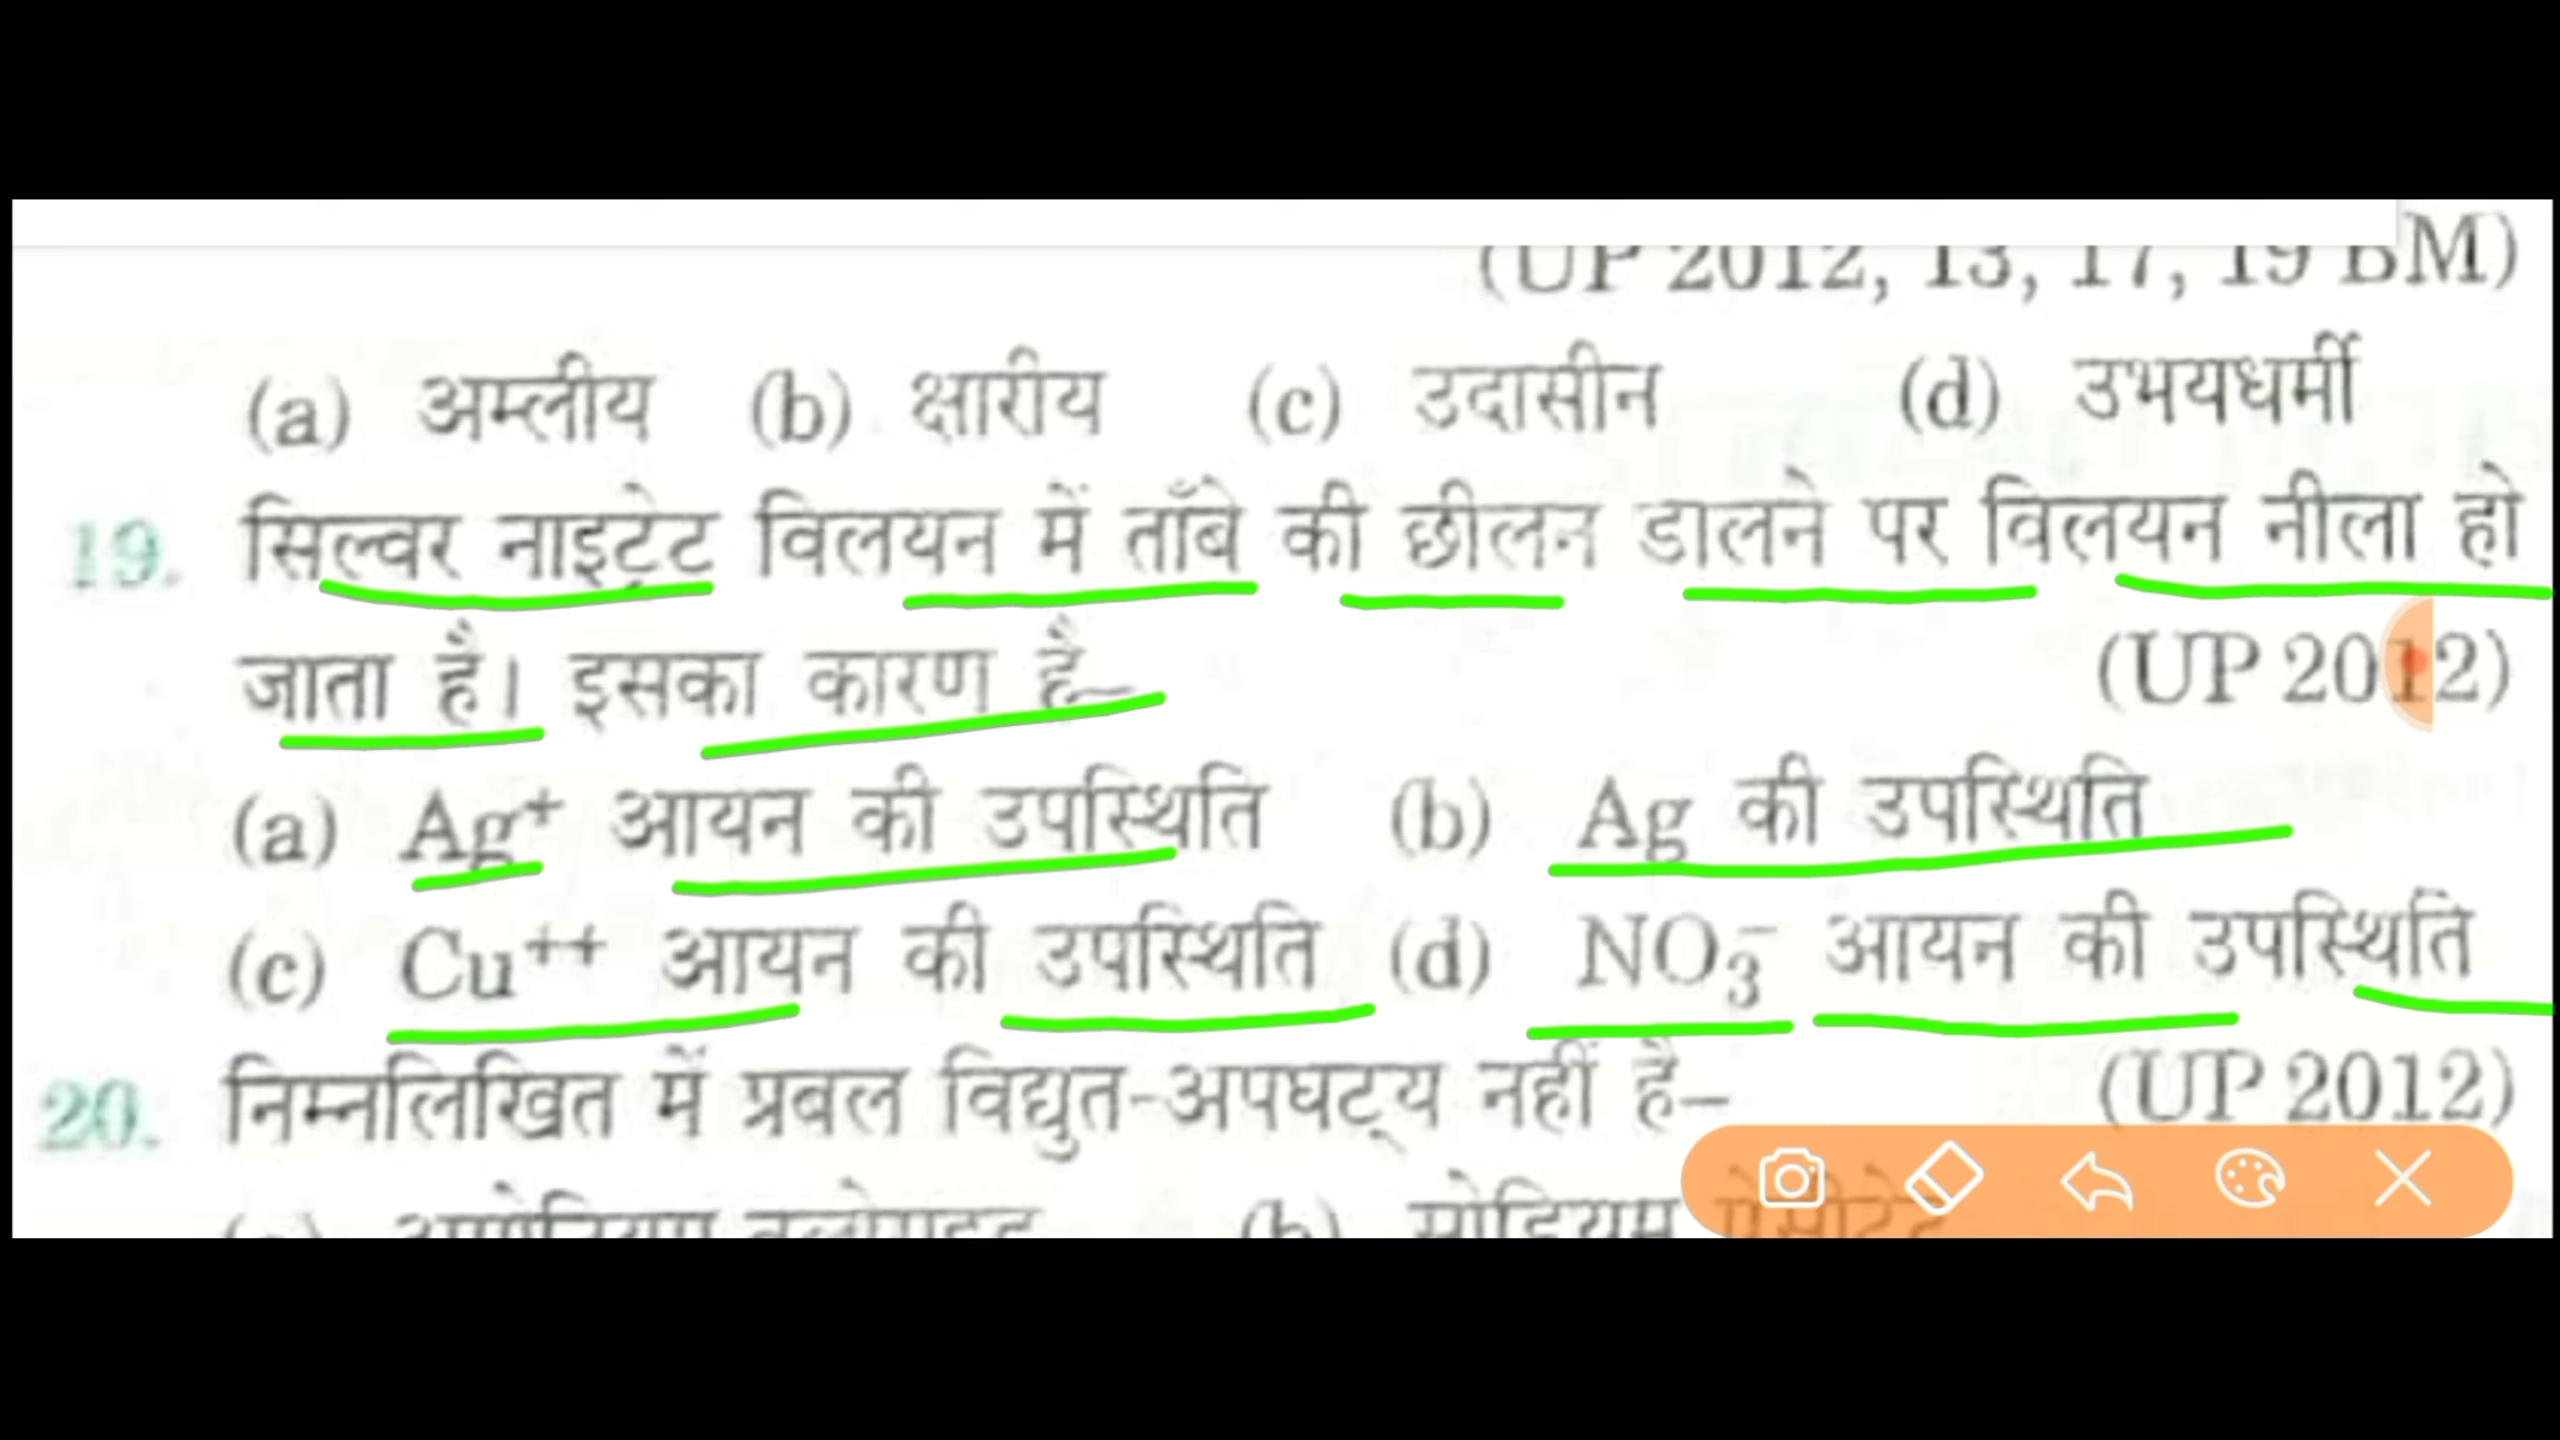 (UP 2012, 13, 17, 19 BM)
(a) अम्लीय (b) क्षारीय (c) उदासीन (d) उभयधर्मी
19. सिल्वर नाइट्रेट विलयन में ताँबे की छीलन डालने पर विलयन नीला हो
जाता है। इसका कारण है– (UP 2012)
(a) Ag⁺ आयन की उपस्थिति (b) Ag की उपस्थिति
(c) Cu⁺⁺ आयन की उपस्थिति (d) NO₃⁻ आयन की उपस्थिति
20. निम्नलिखित में प्रबल विद्युत-अपघट्य नहीं है– (UP 2012)
(b) सोडियम ऐसीटेट